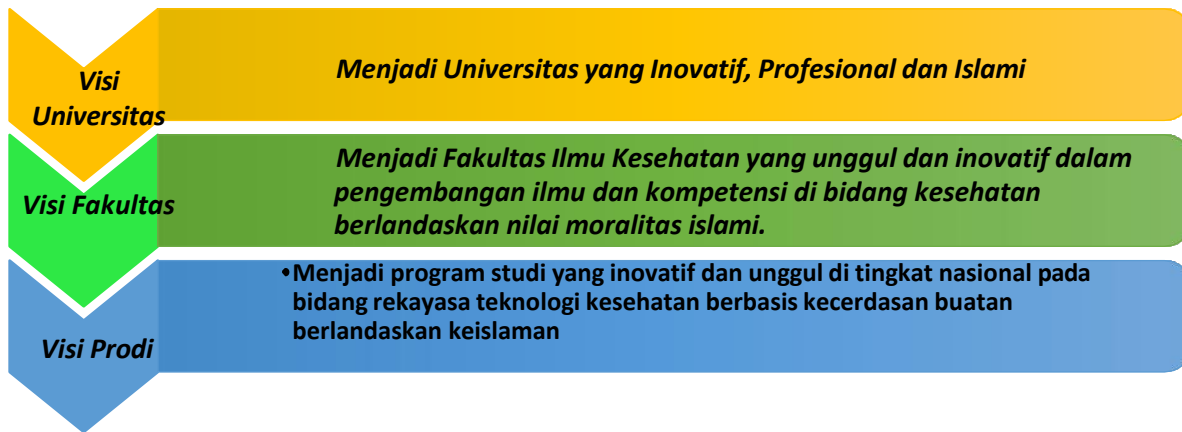 Visi
Universitas
Menjadi Universitas yang Inovatif, Profesional dan Islami
Visi Fakultas
Menjadi Fakultas Ilmu Kesehatan yang unggul dan inovatif dalam
pengembangan ilmu dan kompetensi di bidang kesehatan
berlandaskan nilai moralitas islami.
Visi Prodi
•Menjadi program studi yang inovatif dan unggul di tingkat nasional pada
bidang rekayasa teknologi kesehatan berbasis kecerdasan buatan
berlandaskan keislaman